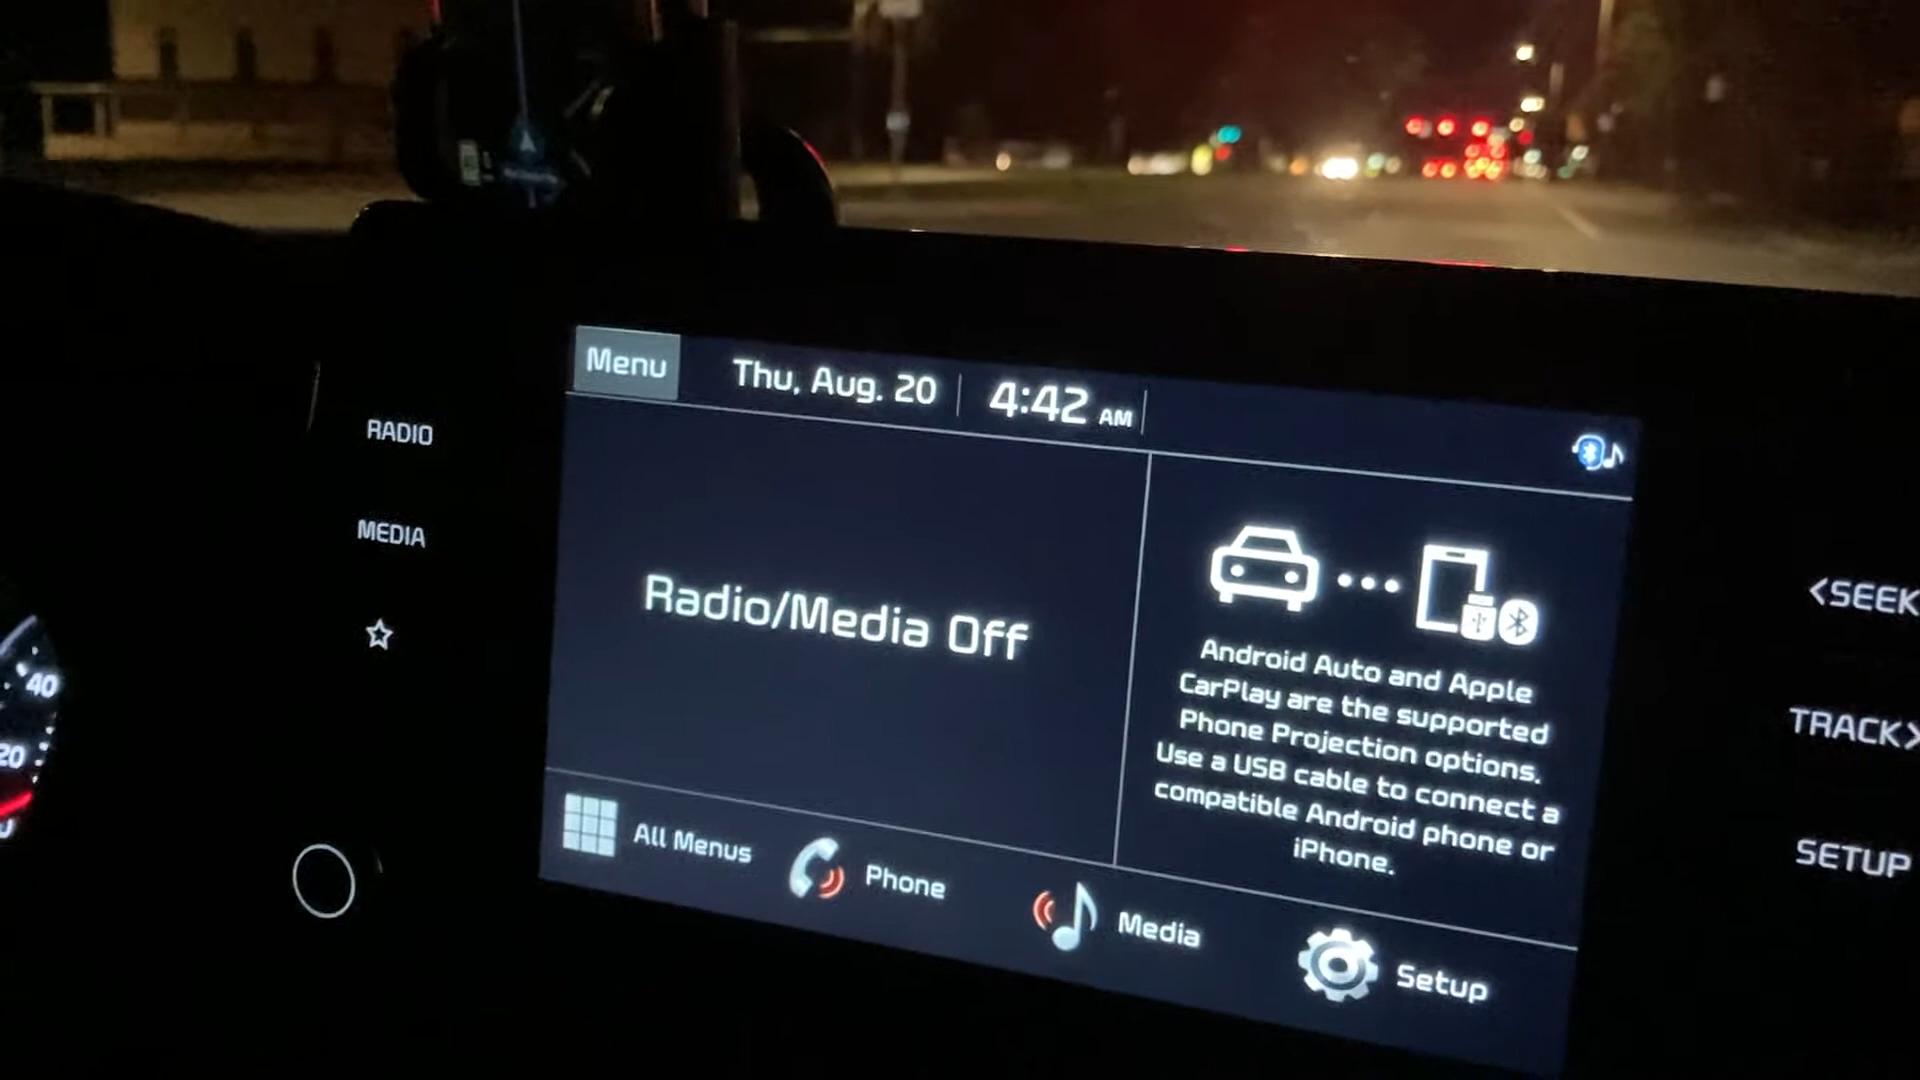 Menu
Thu, Aug. 20
4:42 AM
RADIO
MEDIA
Radio/Media Off
Android Auto and Apple
CarPlay are the supported
Phone Projection options.
Use a USB cable to connect a
compatible Android phone or
iPhone.
<SEEK
TRACK>
SETUP
40
20
All Menus
Phone
Media
Setup